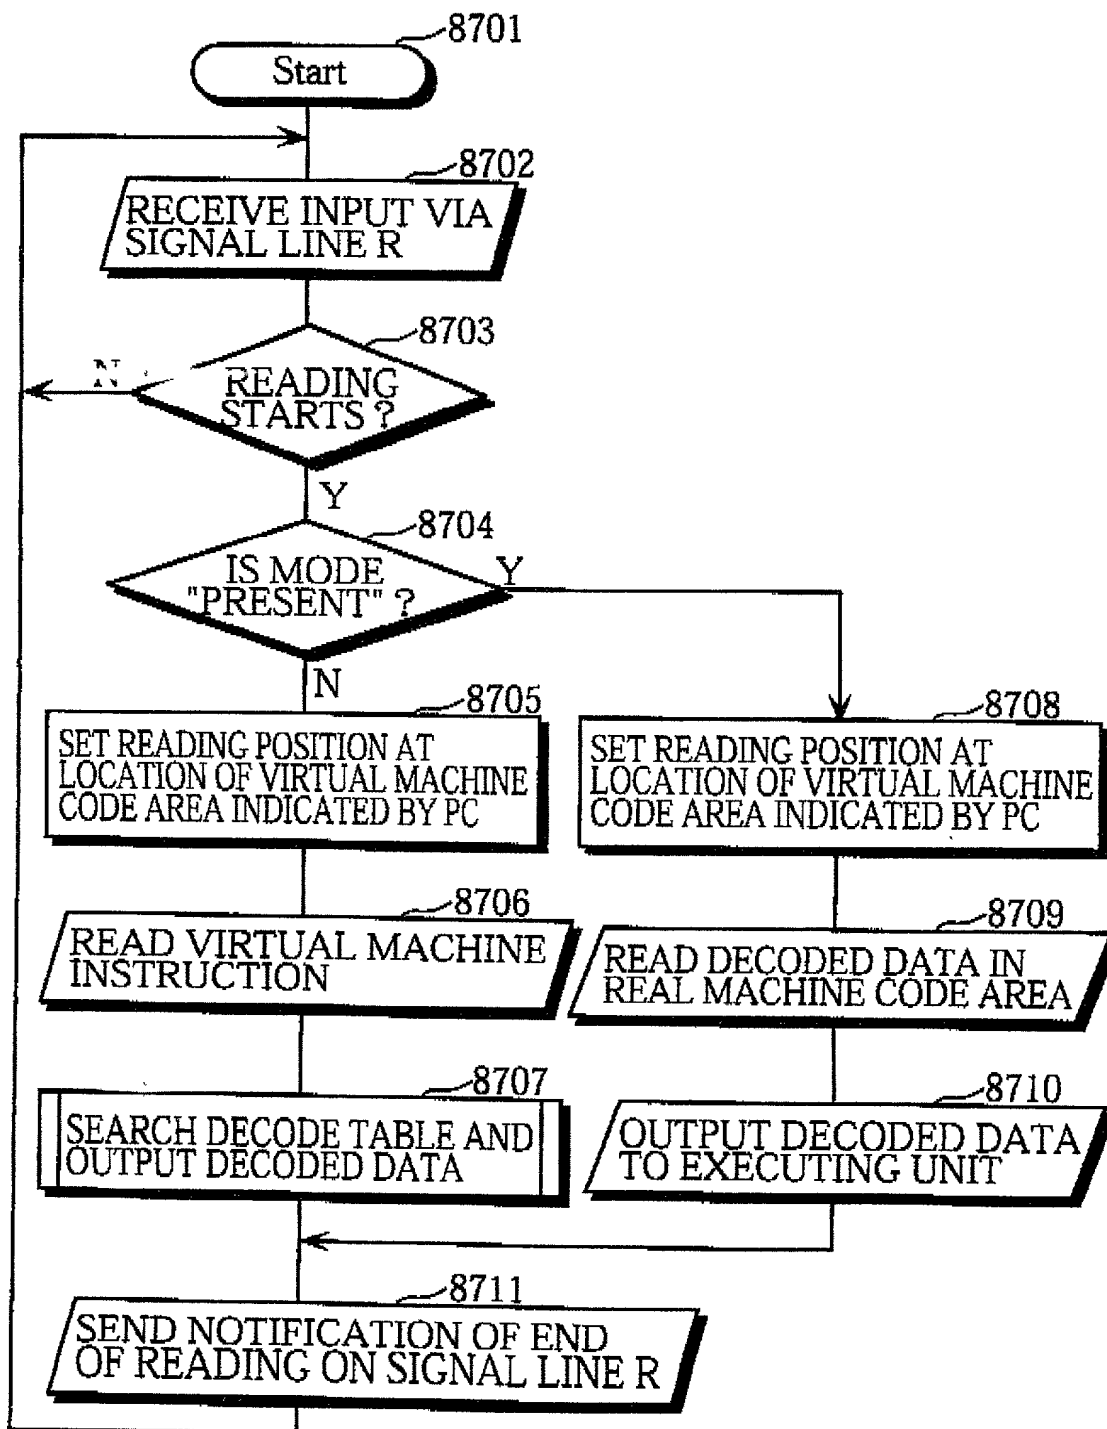 8701
Start
8702
RECEIVE INPUT VIA
SIGNAL LINE R
8703
N
READING
STARTS ?
Y
8704
IS MODE
"PRESENT" ?
Y
N
8705
SET READING POSITION AT
LOCATION OF VIRTUAL MACHINE
CODE AREA INDICATED BY PC
8708
SET READING POSITION AT
LOCATION OF VIRTUAL MACHINE
CODE AREA INDICATED BY PC
8706
READ VIRTUAL MACHINE
INSTRUCTION
8709
READ DECODED DATA IN
REAL MACHINE CODE AREA
8707
SEARCH DECODE TABLE AND
OUTPUT DECODED DATA
8710
OUTPUT DECODED DATA
TO EXECUTING UNIT
8711
SEND NOTIFICATION OF END
OF READING ON SIGNAL LINE R